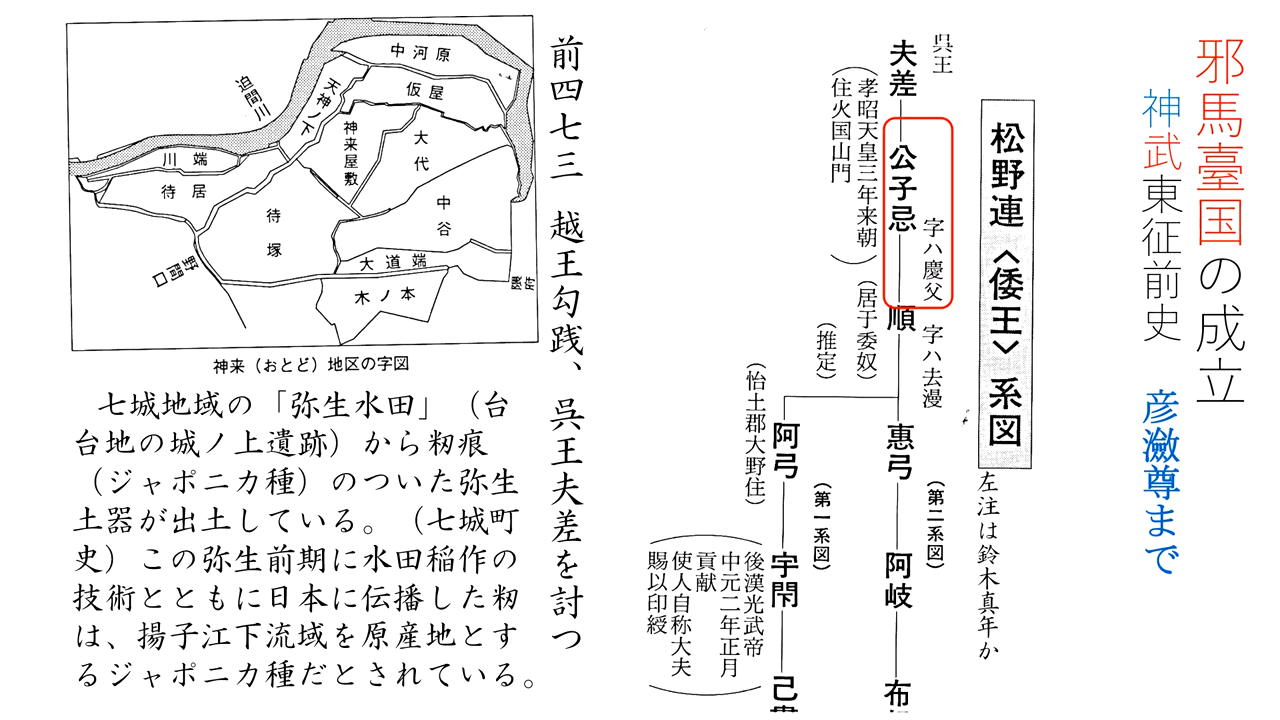 邪馬臺国の成立
神武東征前史 彦瀲尊まで
松野連〈倭王〉系図
左注は鈴木真年か
呉王
夫差
公子忌
字ハ慶父
(孝昭天皇三年来朝
住火国山門)
順
字ハ去漫
(居于委奴)
(推定)
惠弓
(第二系図)
阿岐
布
阿弓
(怡土郡大野住)
(第一系図)
宇閇
後漢光武帝
中元二年正月
貢献
使人自称大夫
賜以印綬
己
前四七三 越王勾践、呉王夫差を討つ
中河原
迫間川
天神ノ下
仮屋
神来屋敷
大代
川端
待居
待塚
中谷
大道端
木ノ本
野間口
隈府
神来(おとど)地区の字図
七城地域の「弥生水田」(台
台地の城ノ上遺跡)から籾痕
(ジャポニカ種)のついた弥生
土器が出土している。(七城町
史)この弥生前期に水田稲作の
技術とともに日本に伝播した籾
は、揚子江下流域を原産地とす
るジャポニカ種だとされている。